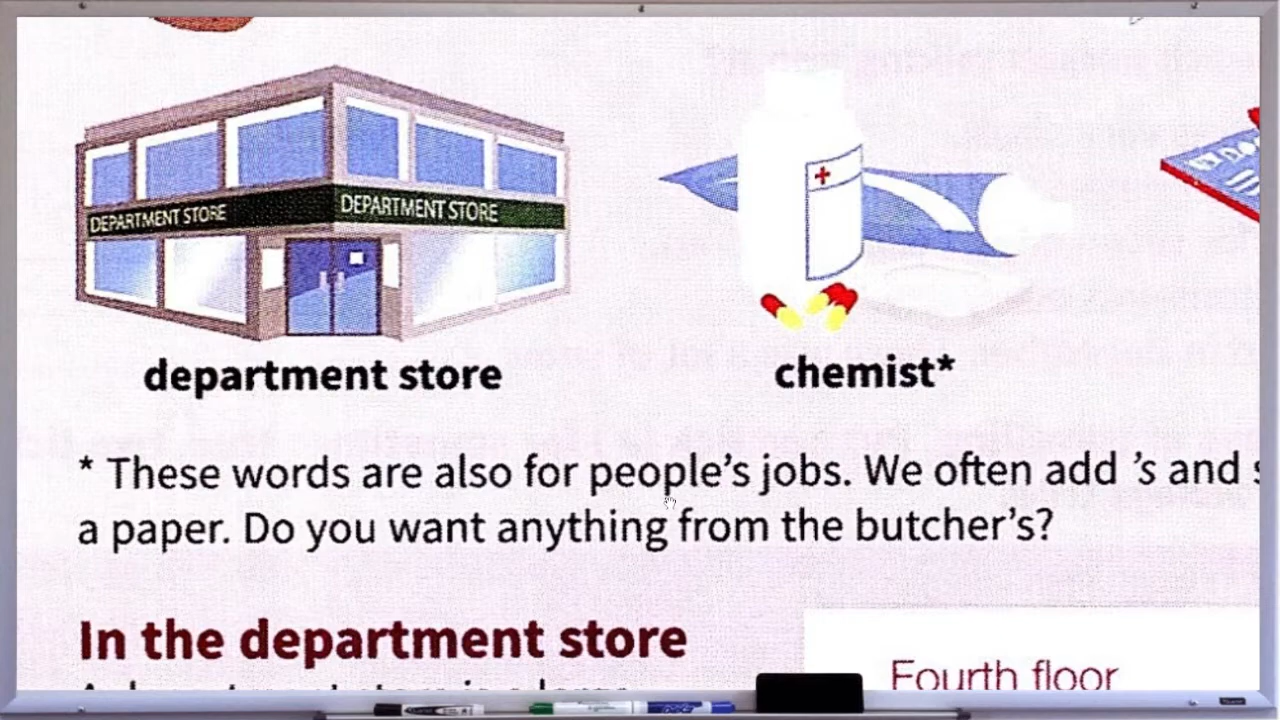 DEPARTMENT STORE DEPARTMENT STORE
department store
chemist*
* These words are also for people's jobs. We often add 's and
a paper. Do you want anything from the butcher's?
In the department store
Fourth floor